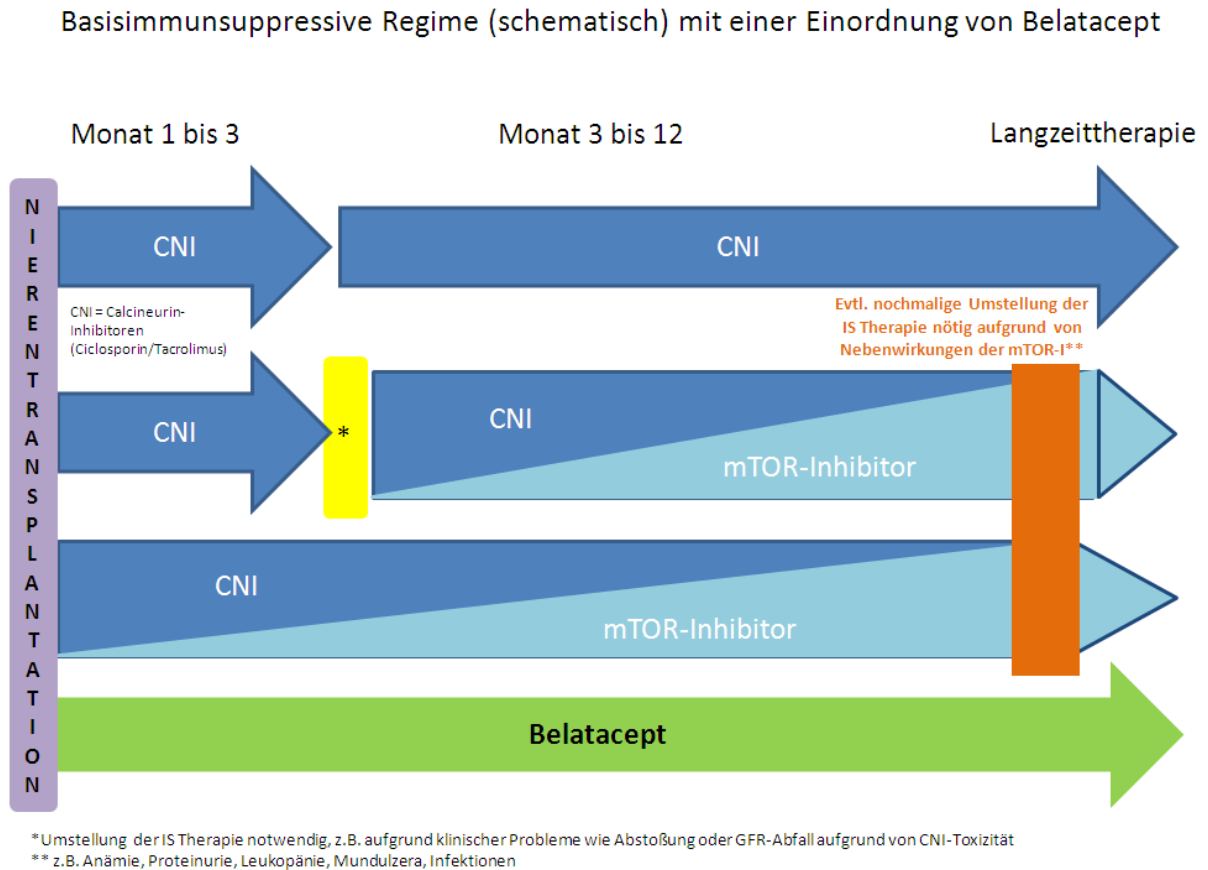 Basisimmunsuppressive Regime (schematisch) mit einer Einordnung von Belatacept
Monat 1 bis 3
Monat 3 bis 12
Langzeittherapie
NIERENTRANSPLANTATION
CNI
CNI
CNI = Calcineurin-
Inhibitoren
(Ciclosporin/Tacrolimus)
Evtl. nochmalige Umstellung der
IS Therapie nötig aufgrund von
Nebenwirkungen der mTOR-I**
CNI
*
CNI
mTOR-Inhibitor
CNI
mTOR-Inhibitor
Belatacept
*Umstellung der IS Therapie notwendig, z.B. aufgrund klinischer Probleme wie Abstoßung oder GFR-Abfall aufgrund von CNI-Toxizität
** z.B. Anämie, Proteinurie, Leukopänie, Mundulzera, Infektionen